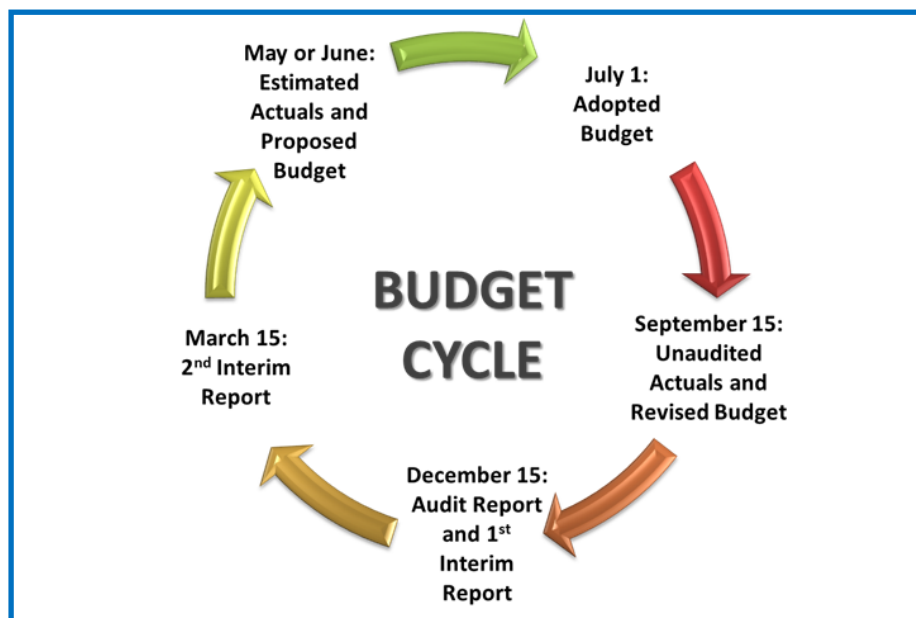 May or June:
Estimated
Actuals and
Proposed
Budget
July 1:
Adopted
Budget
BUDGET
CYCLE
September 15:
Unaudited
Actuals and
Revised Budget
December 15:
Audit Report
and 1st
Interim
Report
March 15:
2nd Interim
Report